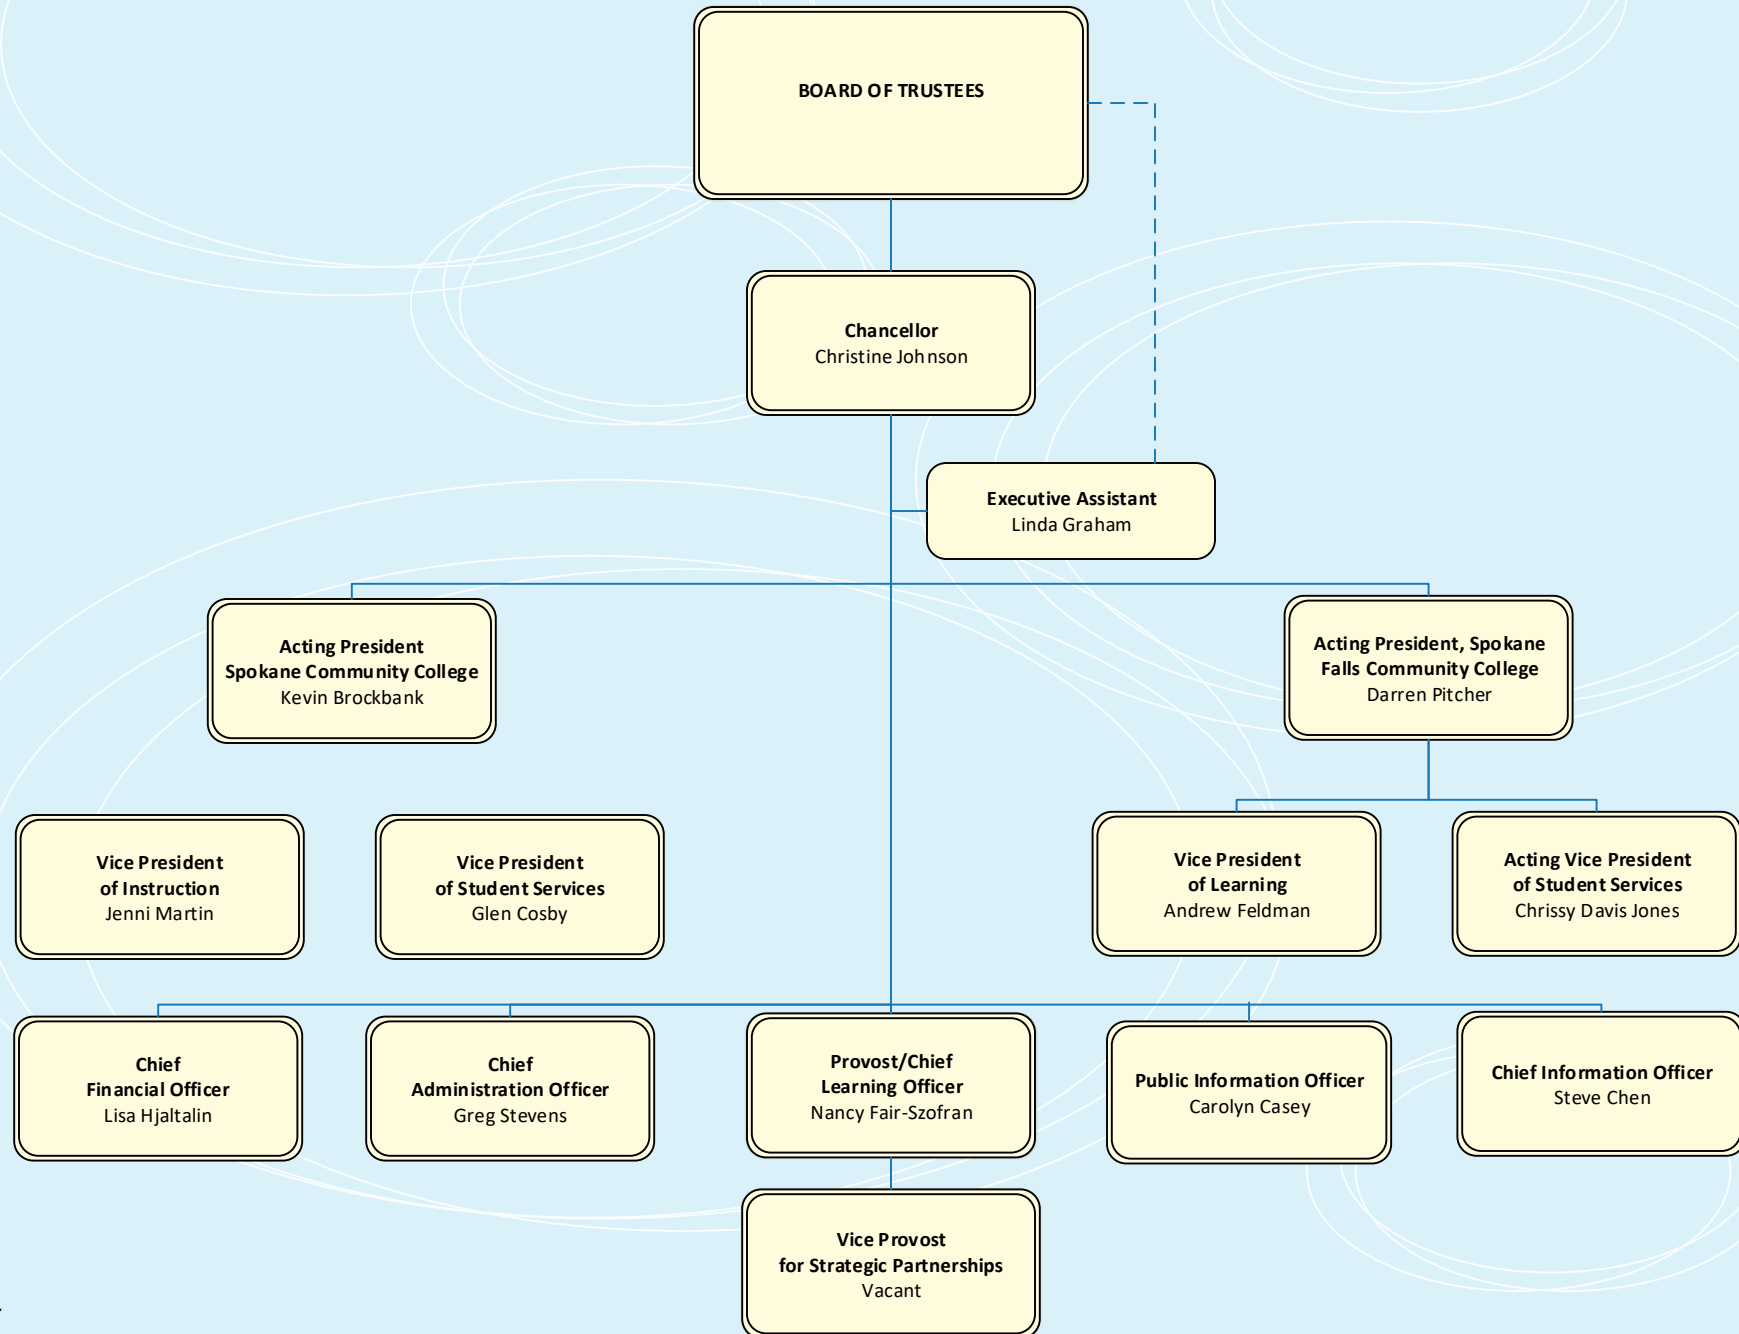 BOARD OF TRUSTEES
Chancellor
Christine Johnson
Executive Assistant
Linda Graham
Acting President
Spokane Community College
Kevin Brockbank
Acting President, Spokane
Falls Community College
Darren Pitcher
Vice President
of Instruction
Jenni Martin
Vice President
of Student Services
Glen Cosby
Vice President
of Learning
Andrew Feldman
Acting Vice President
of Student Services
Chrissy Davis Jones
Chief
Financial Officer
Lisa Hjaltalin
Chief
Administration Officer
Greg Stevens
Provost/Chief
Learning Officer
Nancy Fair-Szofran
Public Information Officer
Carolyn Casey
Chief Information Officer
Steve Chen
Vice Provost
for Strategic Partnerships
Vacant